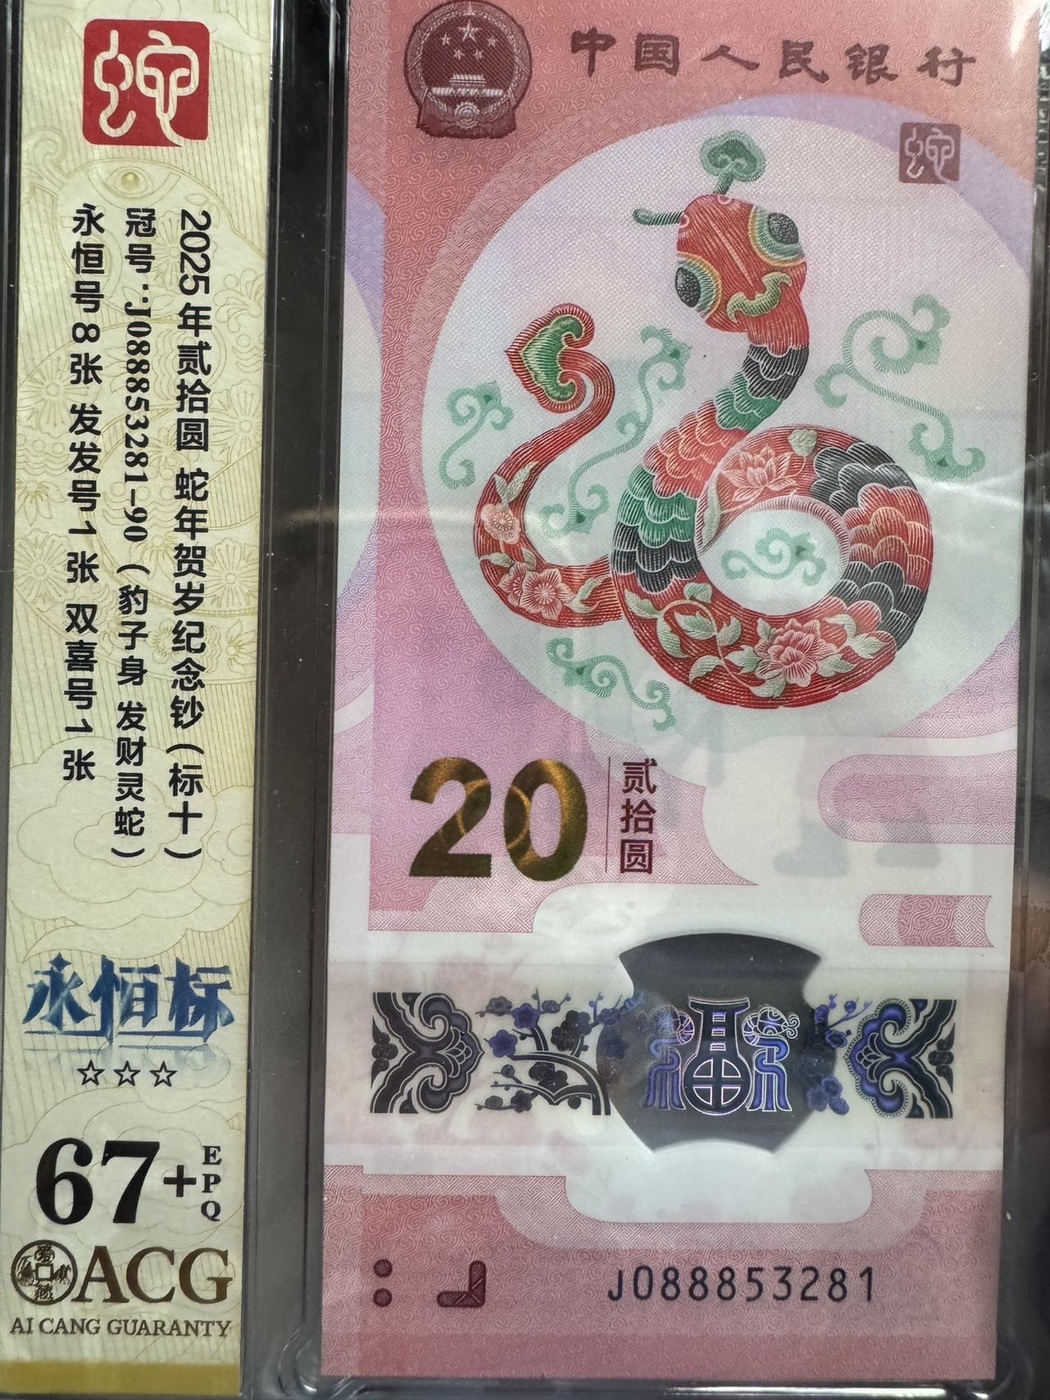 蛇
2025年贰拾圆 蛇年贺岁纪念钞（标十）
冠号：J088853281-90（豹子身 发财灵蛇）
永恒号8张 发发号1张 双喜号1张
永恒标
☆☆☆
67+
EPQ
ACG
AI CANG GUARANTY
中国人民银行
蛇
20
贰拾圆
福
J088853281